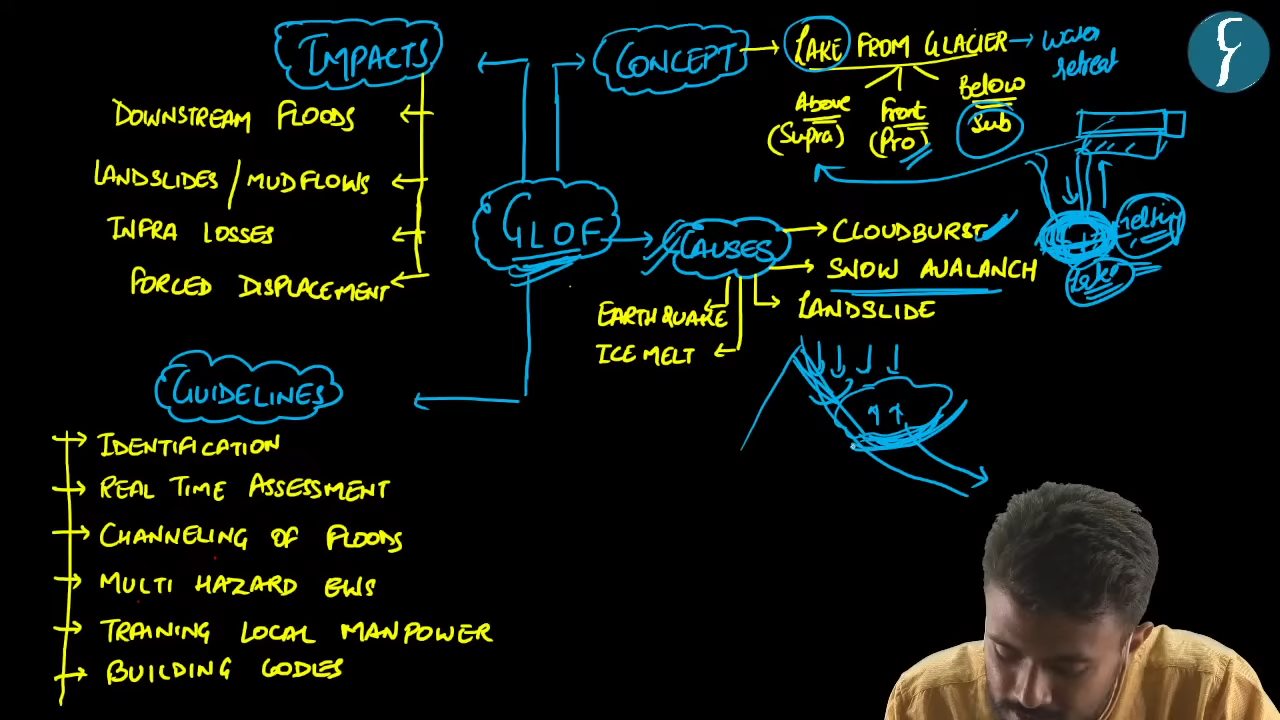 IMPACTS
DOWNSTREAM FLOODS
LANDSLIDES / MUDFLOWS
INFRA LOSSES
FORCED DISPLACEMENT
CONCEPT
LAKE FROM GLACIER
Water
retreat
Above
(Supra)
Front
(Pro)
Below
Sub
melting
Lake
GLOF
CAUSES
CLOUDBURST
SNOW AVALANCH
LANDSLIDE
EARTHQUAKE
ICE MELT
GUIDELINES
IDENTIFICATION
REAL TIME ASSESSMENT
CHANNELING OF FLOODS
MULTI HAZARD EWS
TRAINING LOCAL MANPOWER
BUILDING CODES